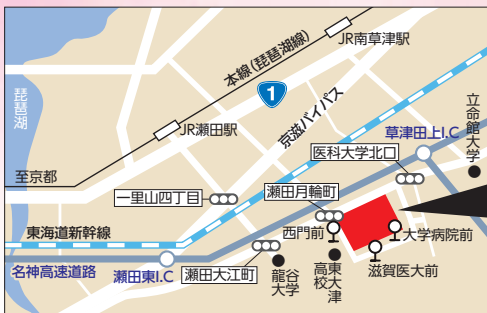 JR南草津駅
本線(琵琶湖線)
1
琵琶湖
京滋バイパス
JR瀬田駅
立命館大学
草津田上I.C
医科大学北口
至京都
一里山四丁目
瀬田月輪町
東海道新幹線
西門前
大学病院前
名神高速道路
瀬田東I.C
瀬田大江町
龍谷
大学
東大津
高校
滋賀医大前